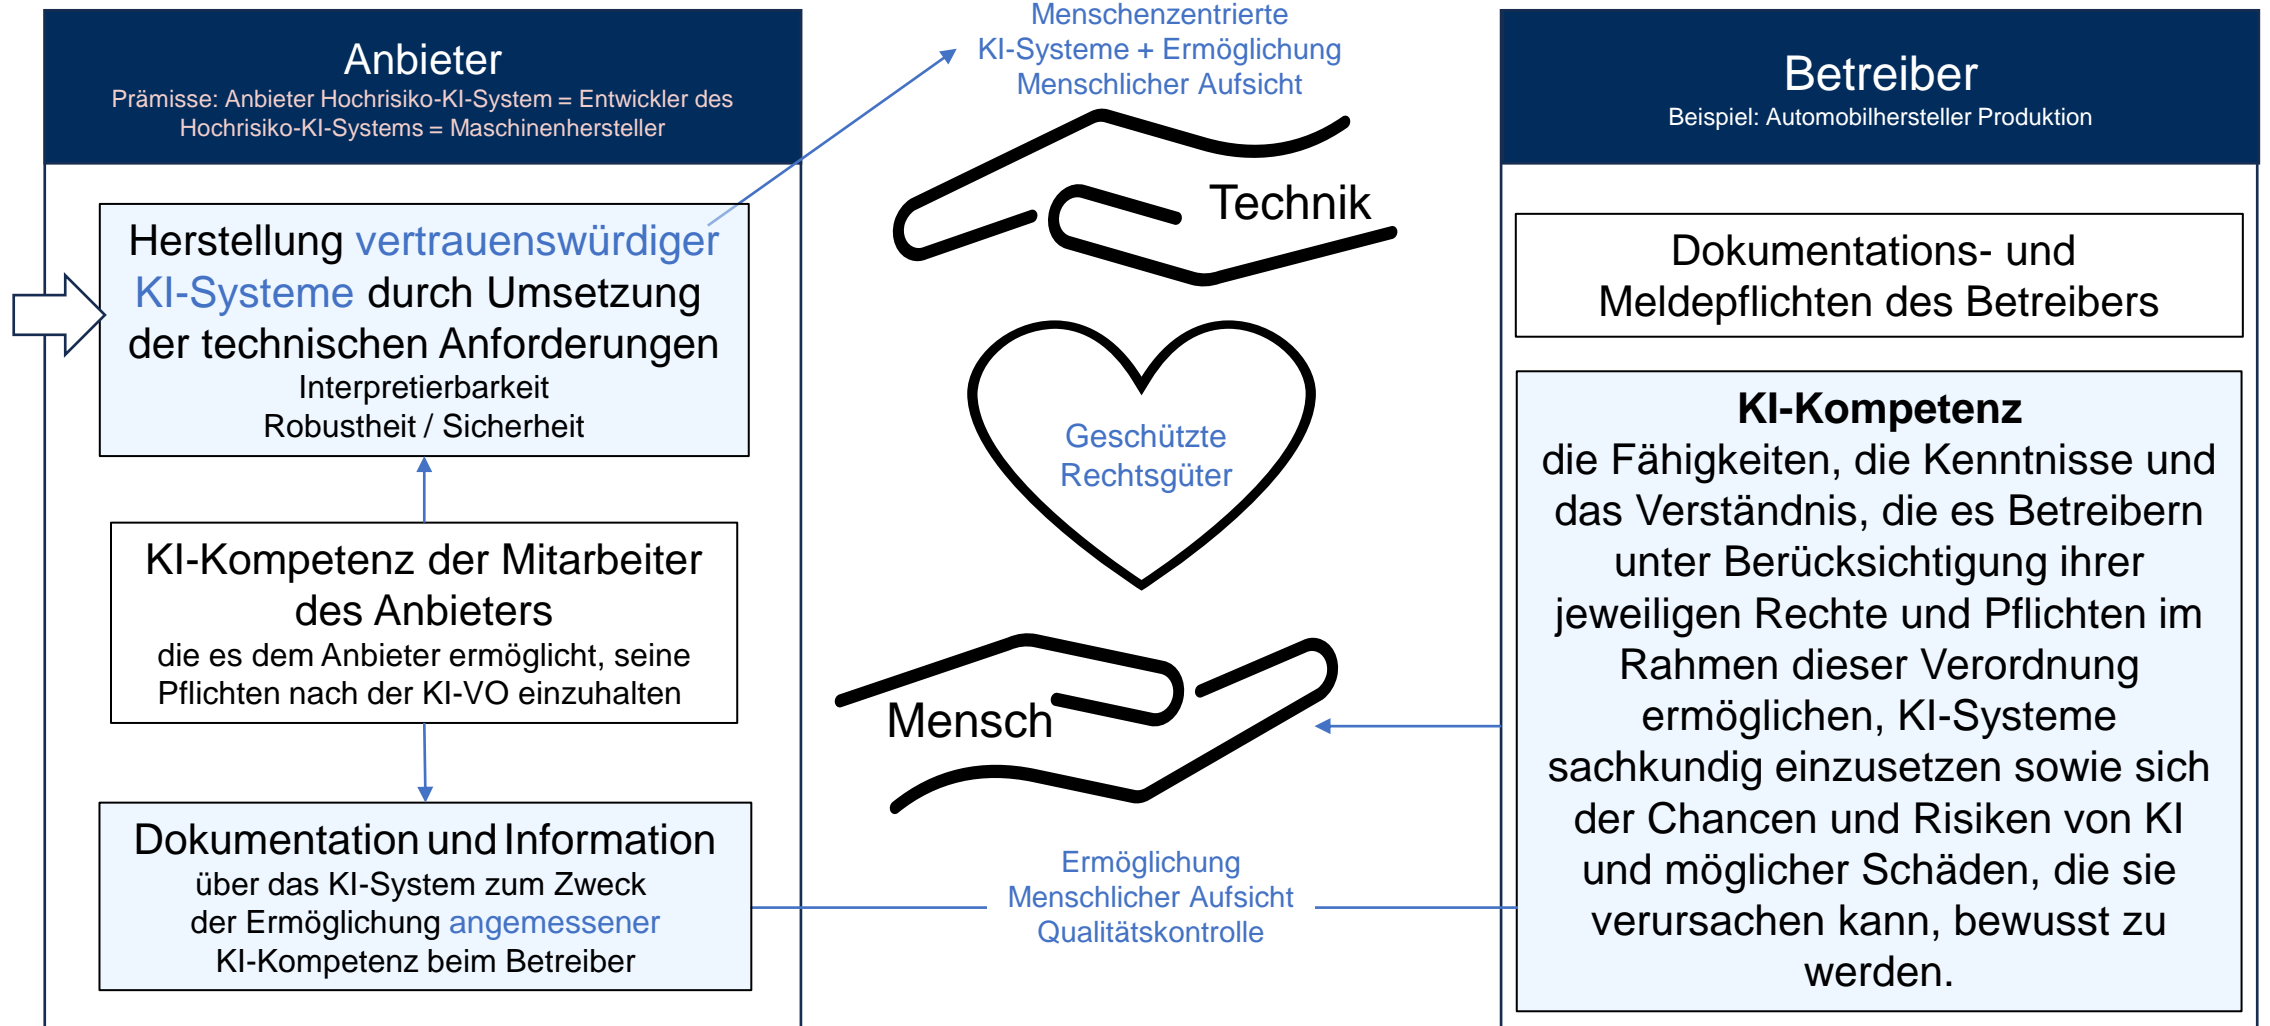 Anbieter
Prämisse: Anbieter Hochrisiko-KI-System = Entwickler des
Hochrisiko-KI-Systems = Maschinenhersteller
Herstellung vertrauenswürdiger
KI-Systeme durch Umsetzung
der technischen Anforderungen
Interpretierbarkeit
Robustheit / Sicherheit
KI-Kompetenz der Mitarbeiter
des Anbieters
die es dem Anbieter ermöglicht, seine
Pflichten nach der KI-VO einzuhalten
Dokumentation und Information
über das KI-System zum Zweck
der Ermöglichung angemessener
KI-Kompetenz beim Betreiber
Menschenzentrierte
KI-Systeme + Ermöglichung
Menschlicher Aufsicht
Technik
Geschützte
Rechtsgüter
Mensch
Ermöglichung
Menschlicher Aufsicht
Qualitätskontrolle
Betreiber
Beispiel: Automobilhersteller Produktion
Dokumentations- und
Meldepflichten des Betreibers
KI-Kompetenz
die Fähigkeiten, die Kenntnisse und
das Verständnis, die es Betreibern
unter Berücksichtigung ihrer
jeweiligen Rechte und Pflichten im
Rahmen dieser Verordnung
ermöglichen, KI-Systeme
sachkundig einzusetzen sowie sich
der Chancen und Risiken von KI
und möglicher Schäden, die sie
verursachen kann, bewusst zu
werden.